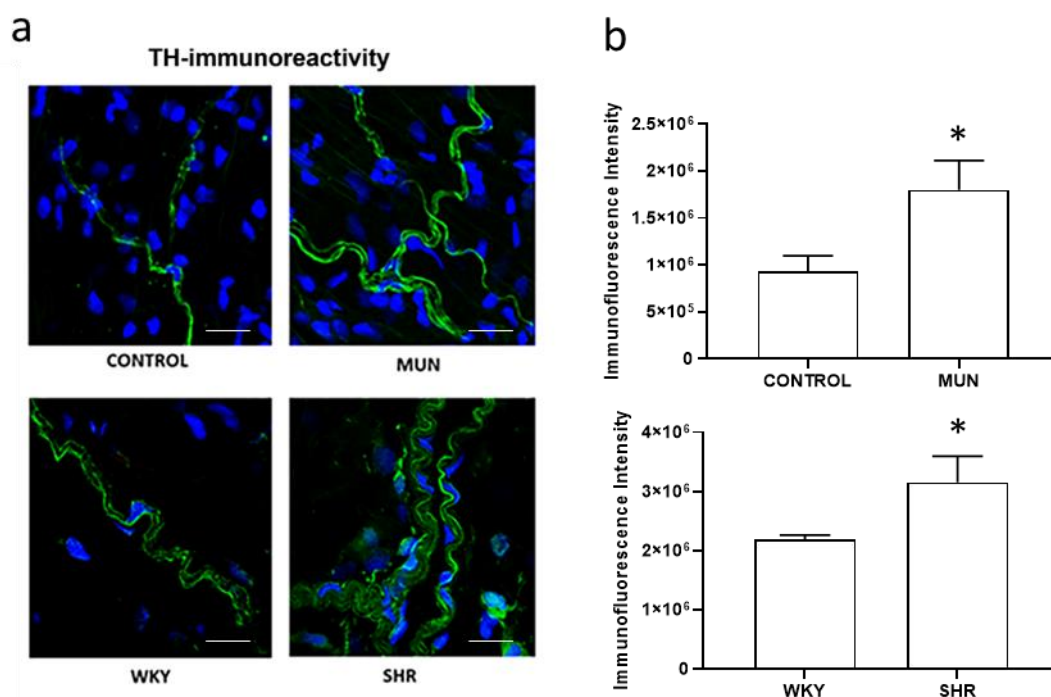 a
TH-immunoreactivity
CONTROL
MUN
WKY
SHR
b
Immunofluorescence Intensity
2.5×10⁶
2×10⁶
1.5×10⁶
1×10⁶
5×10⁵
0
*
CONTROL
MUN
Immunofluorescence Intensity
4×10⁶
3×10⁶
2×10⁶
1×10⁶
0
*
WKY
SHR